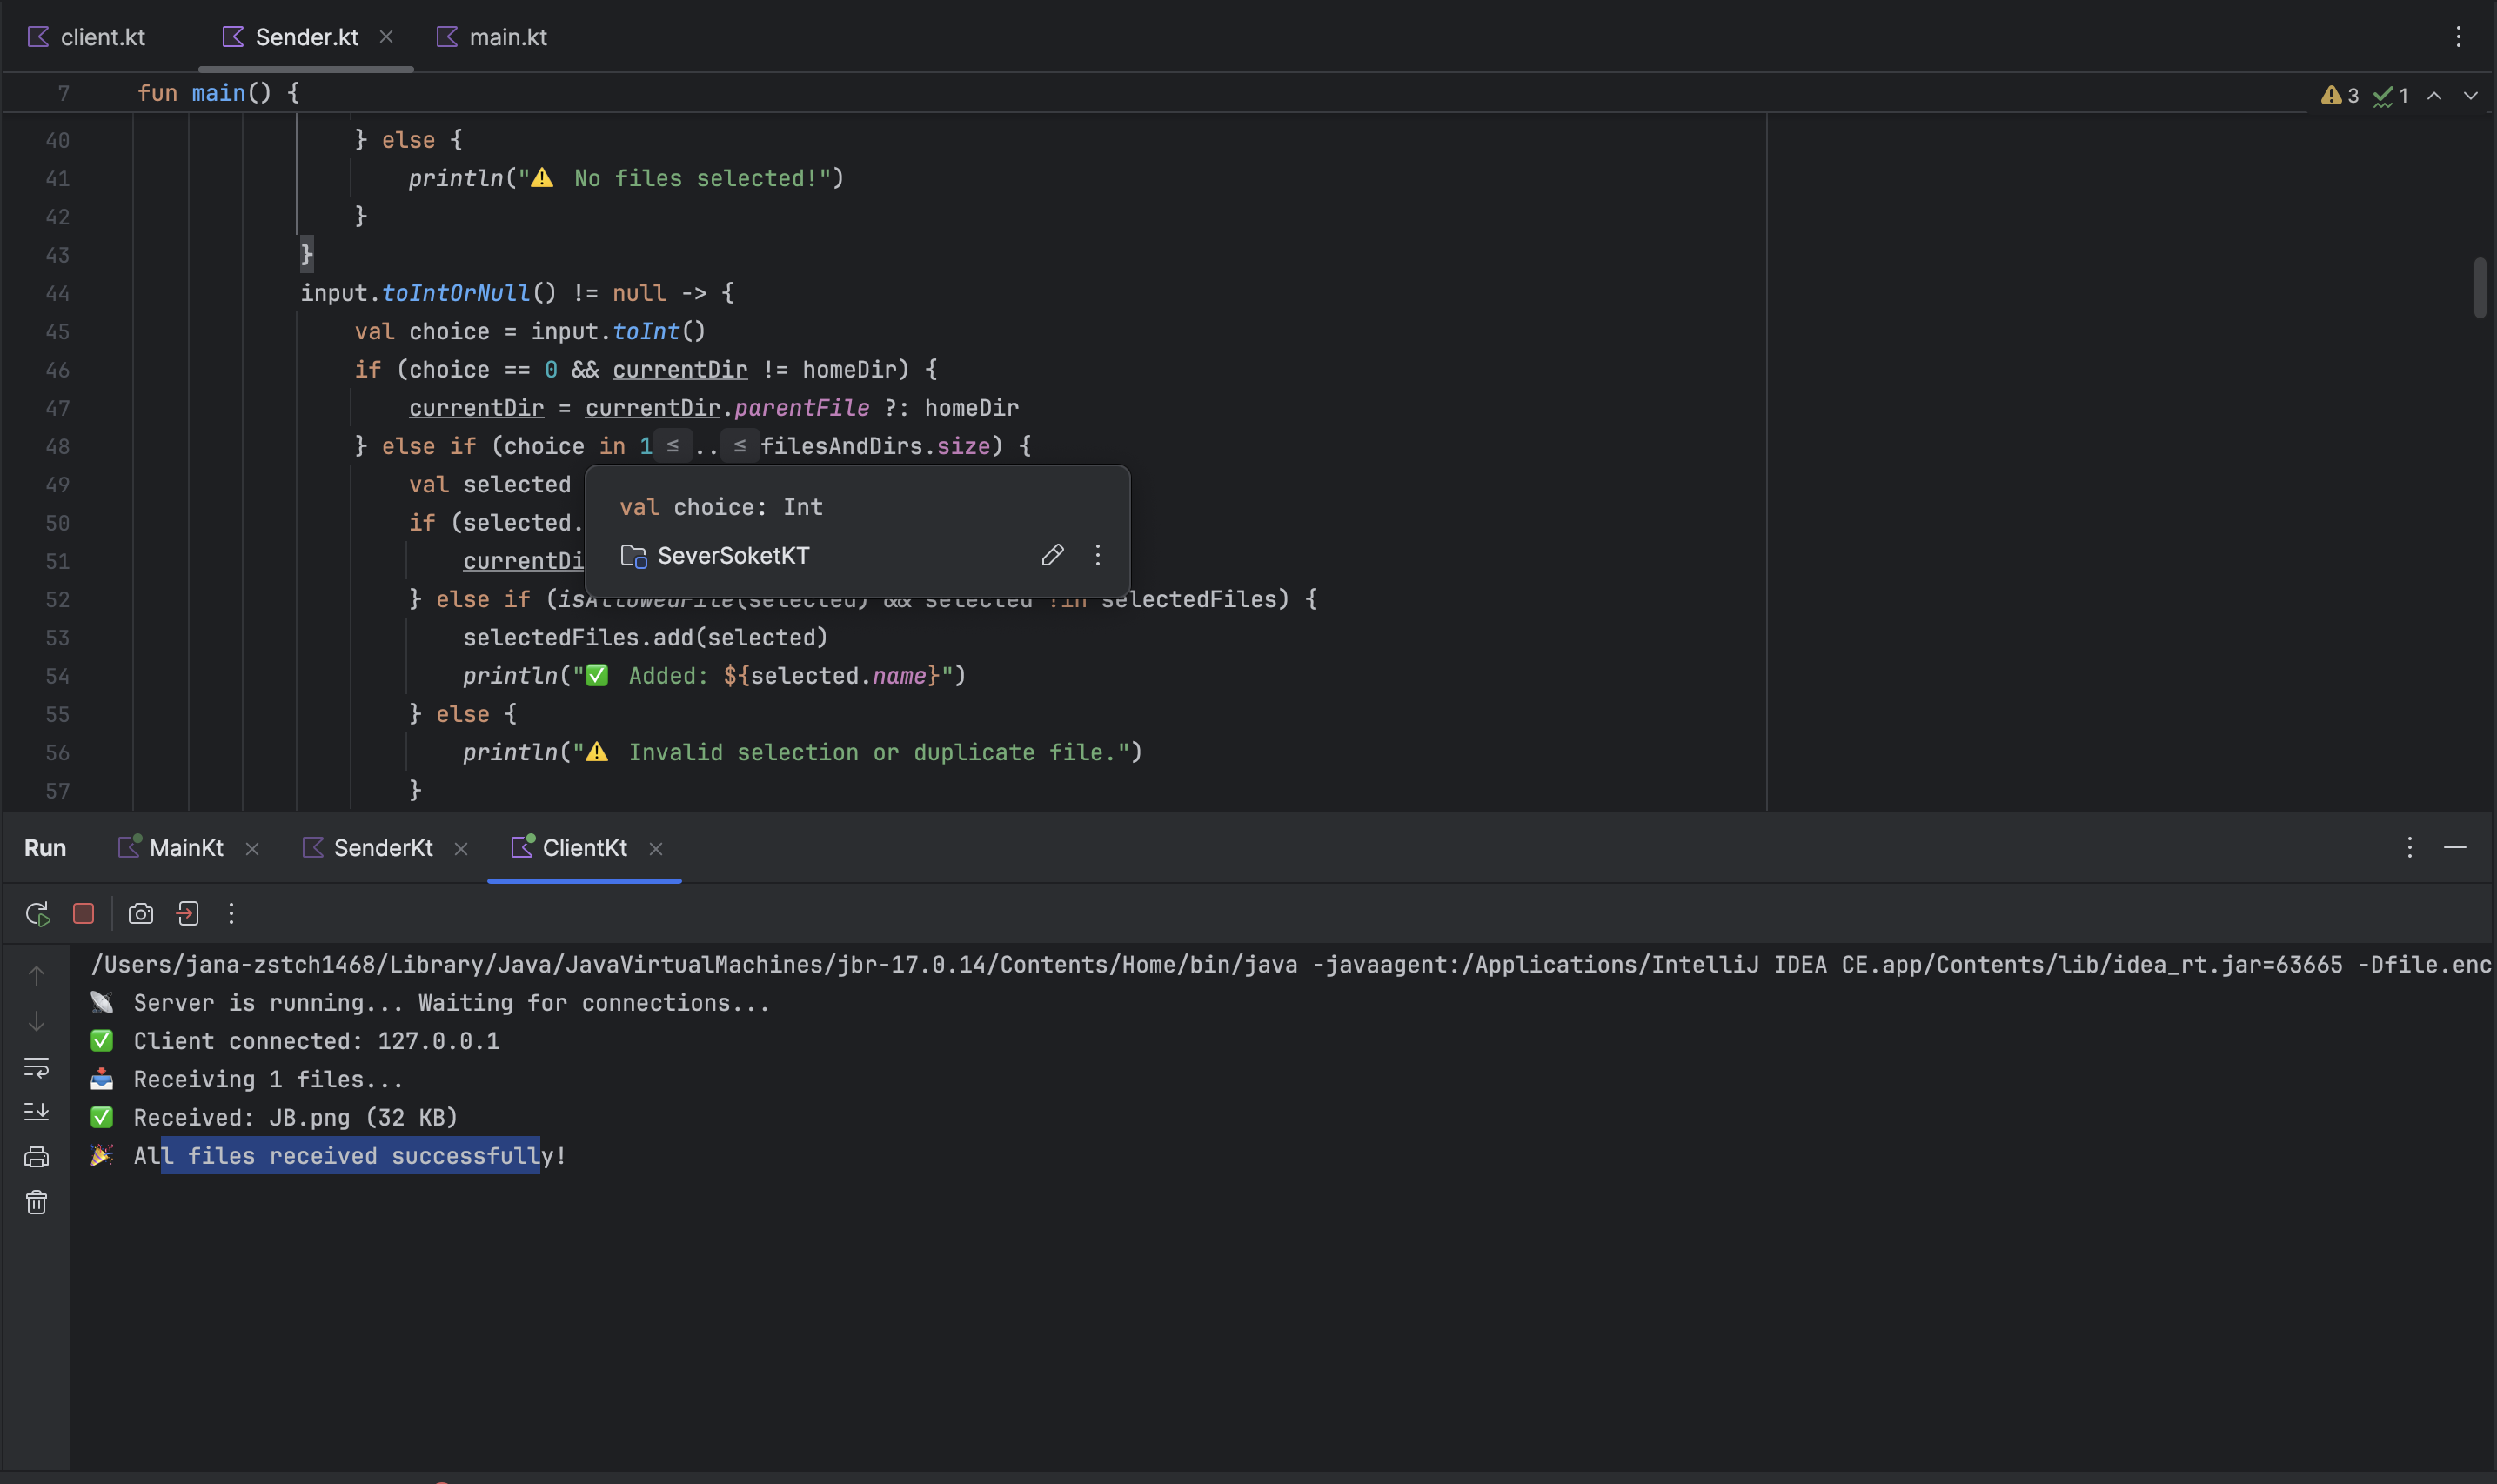 client.kt Sender.kt main.kt
7 fun main() { 3 1
40 } else {
41 println("⚠️ No files selected!")
42 }
43 }
44 input.toIntOrNull() != null -> {
45 val choice = input.toInt()
46 if (choice == 0 && currentDir != homeDir) {
47 currentDir = currentDir.parentFile ?: homeDir
48 } else if (choice in 1 ≤ .. ≤ filesAndDirs.size) {
49 val selected
val choice: Int
50 if (selected.
SeverSoketKT
51 currentDi
52 } else if (isAllowedFile(selected) && selected !in selectedFiles) {
53 selectedFiles.add(selected)
54 println("✅ Added: ${selected.name}")
55 } else {
56 println("⚠️ Invalid selection or duplicate file.")
57 }
Run MainKt SenderKt ClientKt
/Users/jana-zstch1468/Library/Java/JavaVirtualMachines/jbr-17.0.14/Contents/Home/bin/java -javaagent:/Applications/IntelliJ IDEA CE.app/Contents/lib/idea_rt.jar=63665 -Dfile.enc
📡 Server is running... Waiting for connections...
✅ Client connected: 127.0.0.1
📥 Receiving 1 files...
✅ Received: JB.png (32 KB)
🎉 All files received successfully!